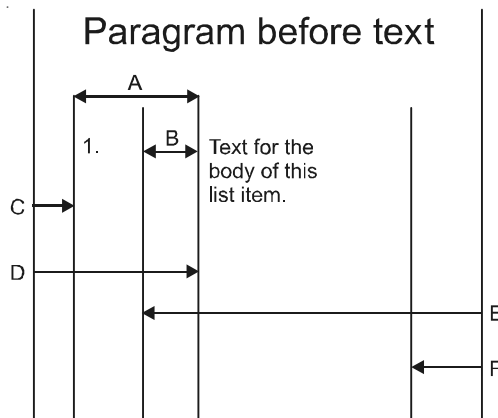 Paragram before text
A
1.
B
Text for the
body of this
list item.
C
D
E
F